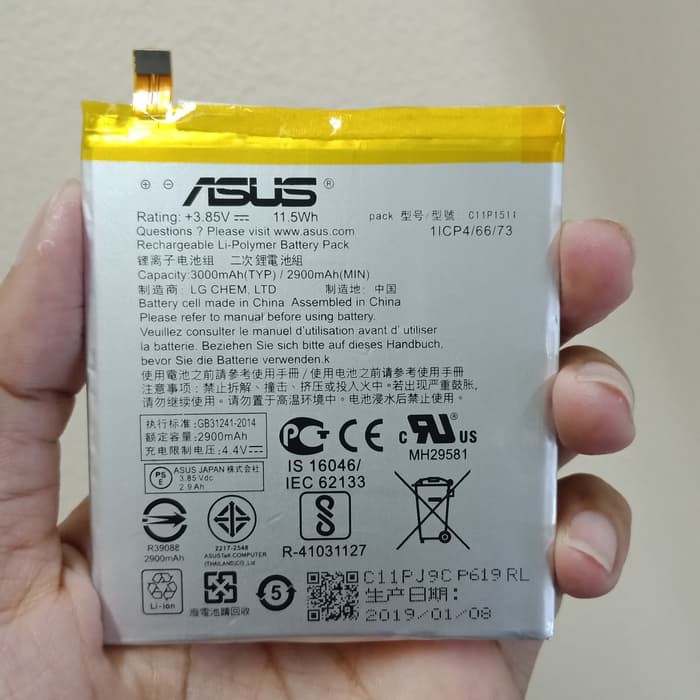 ⊕ ⊖ ASUS®
Rating: +3.85V⎓ 11.5Wh
pack 型号/型號 C11P1511
Questions ? Please visit www.asus.com
1ICP4/66/73
Rechargeable Li-Polymer Battery Pack
锂离子电池组 二次鋰電池組
Capacity:3000mAh(TYP) / 2900mAh(MIN)
制造商: LG CHEM, LTD 制造地: 中国
Battery cell made in China Assembled in China
Please refer to manual before using battery.
Veuillez consulter le manuel d'utilisation avant d' utiliser
la batterie. Beziehen Sie sich bitte auf dieses Handbuch,
bevor Sie die Batterie verwenden.k
使用電池之前請參考使用手冊/使用电池之前请参考使用手册
注意事项:禁止拆解、撞击、挤压或投入火中。若出现严重鼓胀,
请勿继续使用。请勿放置于高温环境中。电池浸水后禁止使用。
执行标准: GB31241-2014
额定容量:2900mAh
充电限制电压: 4.4V⎓
PS E
ASUS JAPAN 株式会社
3.85 Vdc
2.9 Ah
CE
IS 16046/
IEC 62133
c RU® US
MH29581
R39088
2900mAh
2217-2548
ASUSTeK COMPUTER
(THAILAND)CO., Ltd
R-41031127
Li-ion
廢電池請回收
5
C11PJ9C P619 RL
生产日期:
2019/01/08